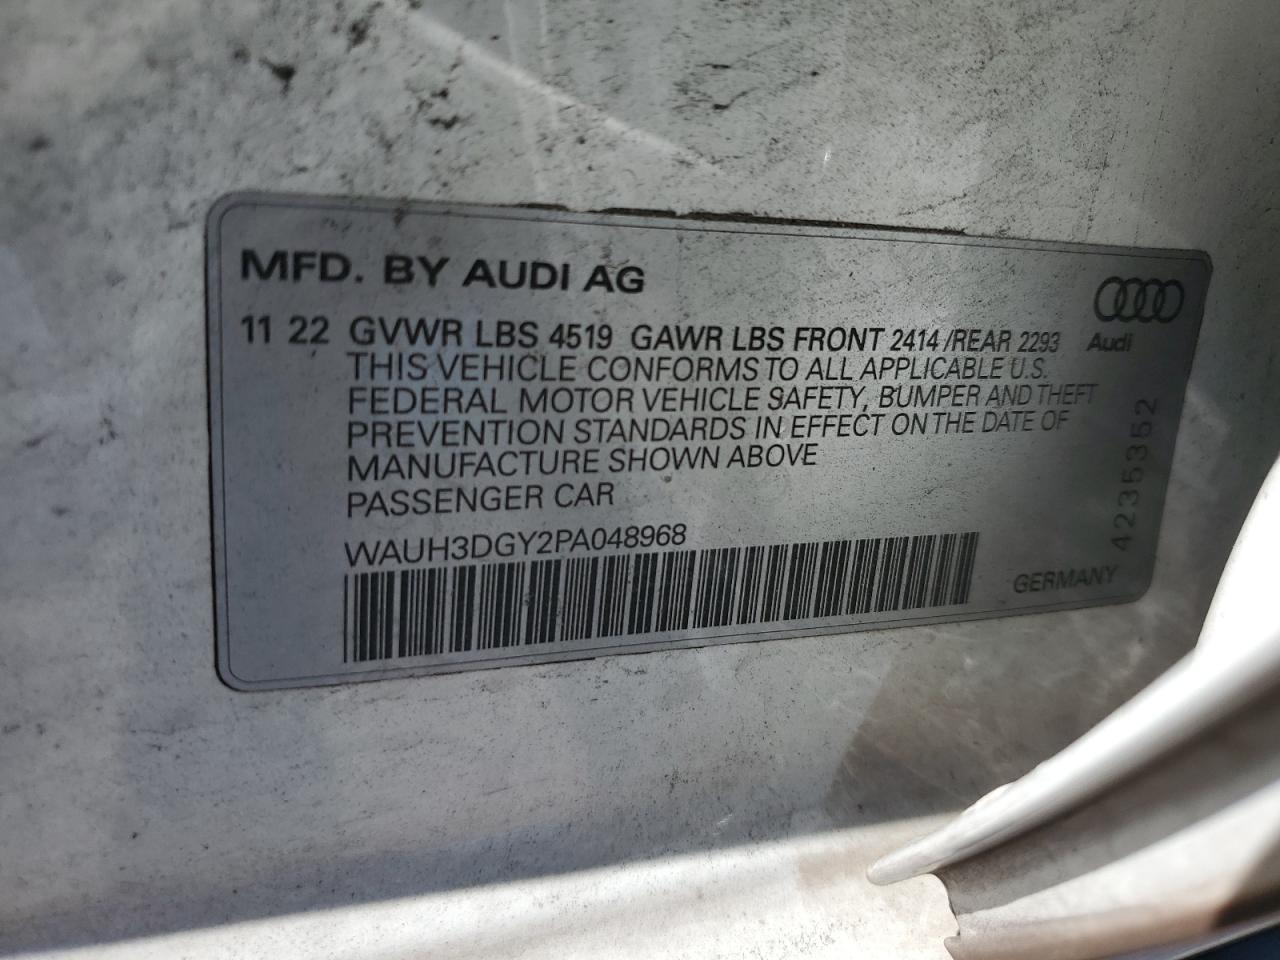 MFD. BY AUDI AG
11 22 GVWR LBS 4519 GAWR LBS FRONT 2414 /REAR 2293
Audi
THIS VEHICLE CONFORMS TO ALL APPLICABLE U.S.
FEDERAL MOTOR VEHICLE SAFETY, BUMPER AND THEFT
PREVENTION STANDARDS IN EFFECT ON THE DATE OF
MANUFACTURE SHOWN ABOVE
PASSENGER CAR
WAUH3DGY2PA048968
GERMANY
4235352